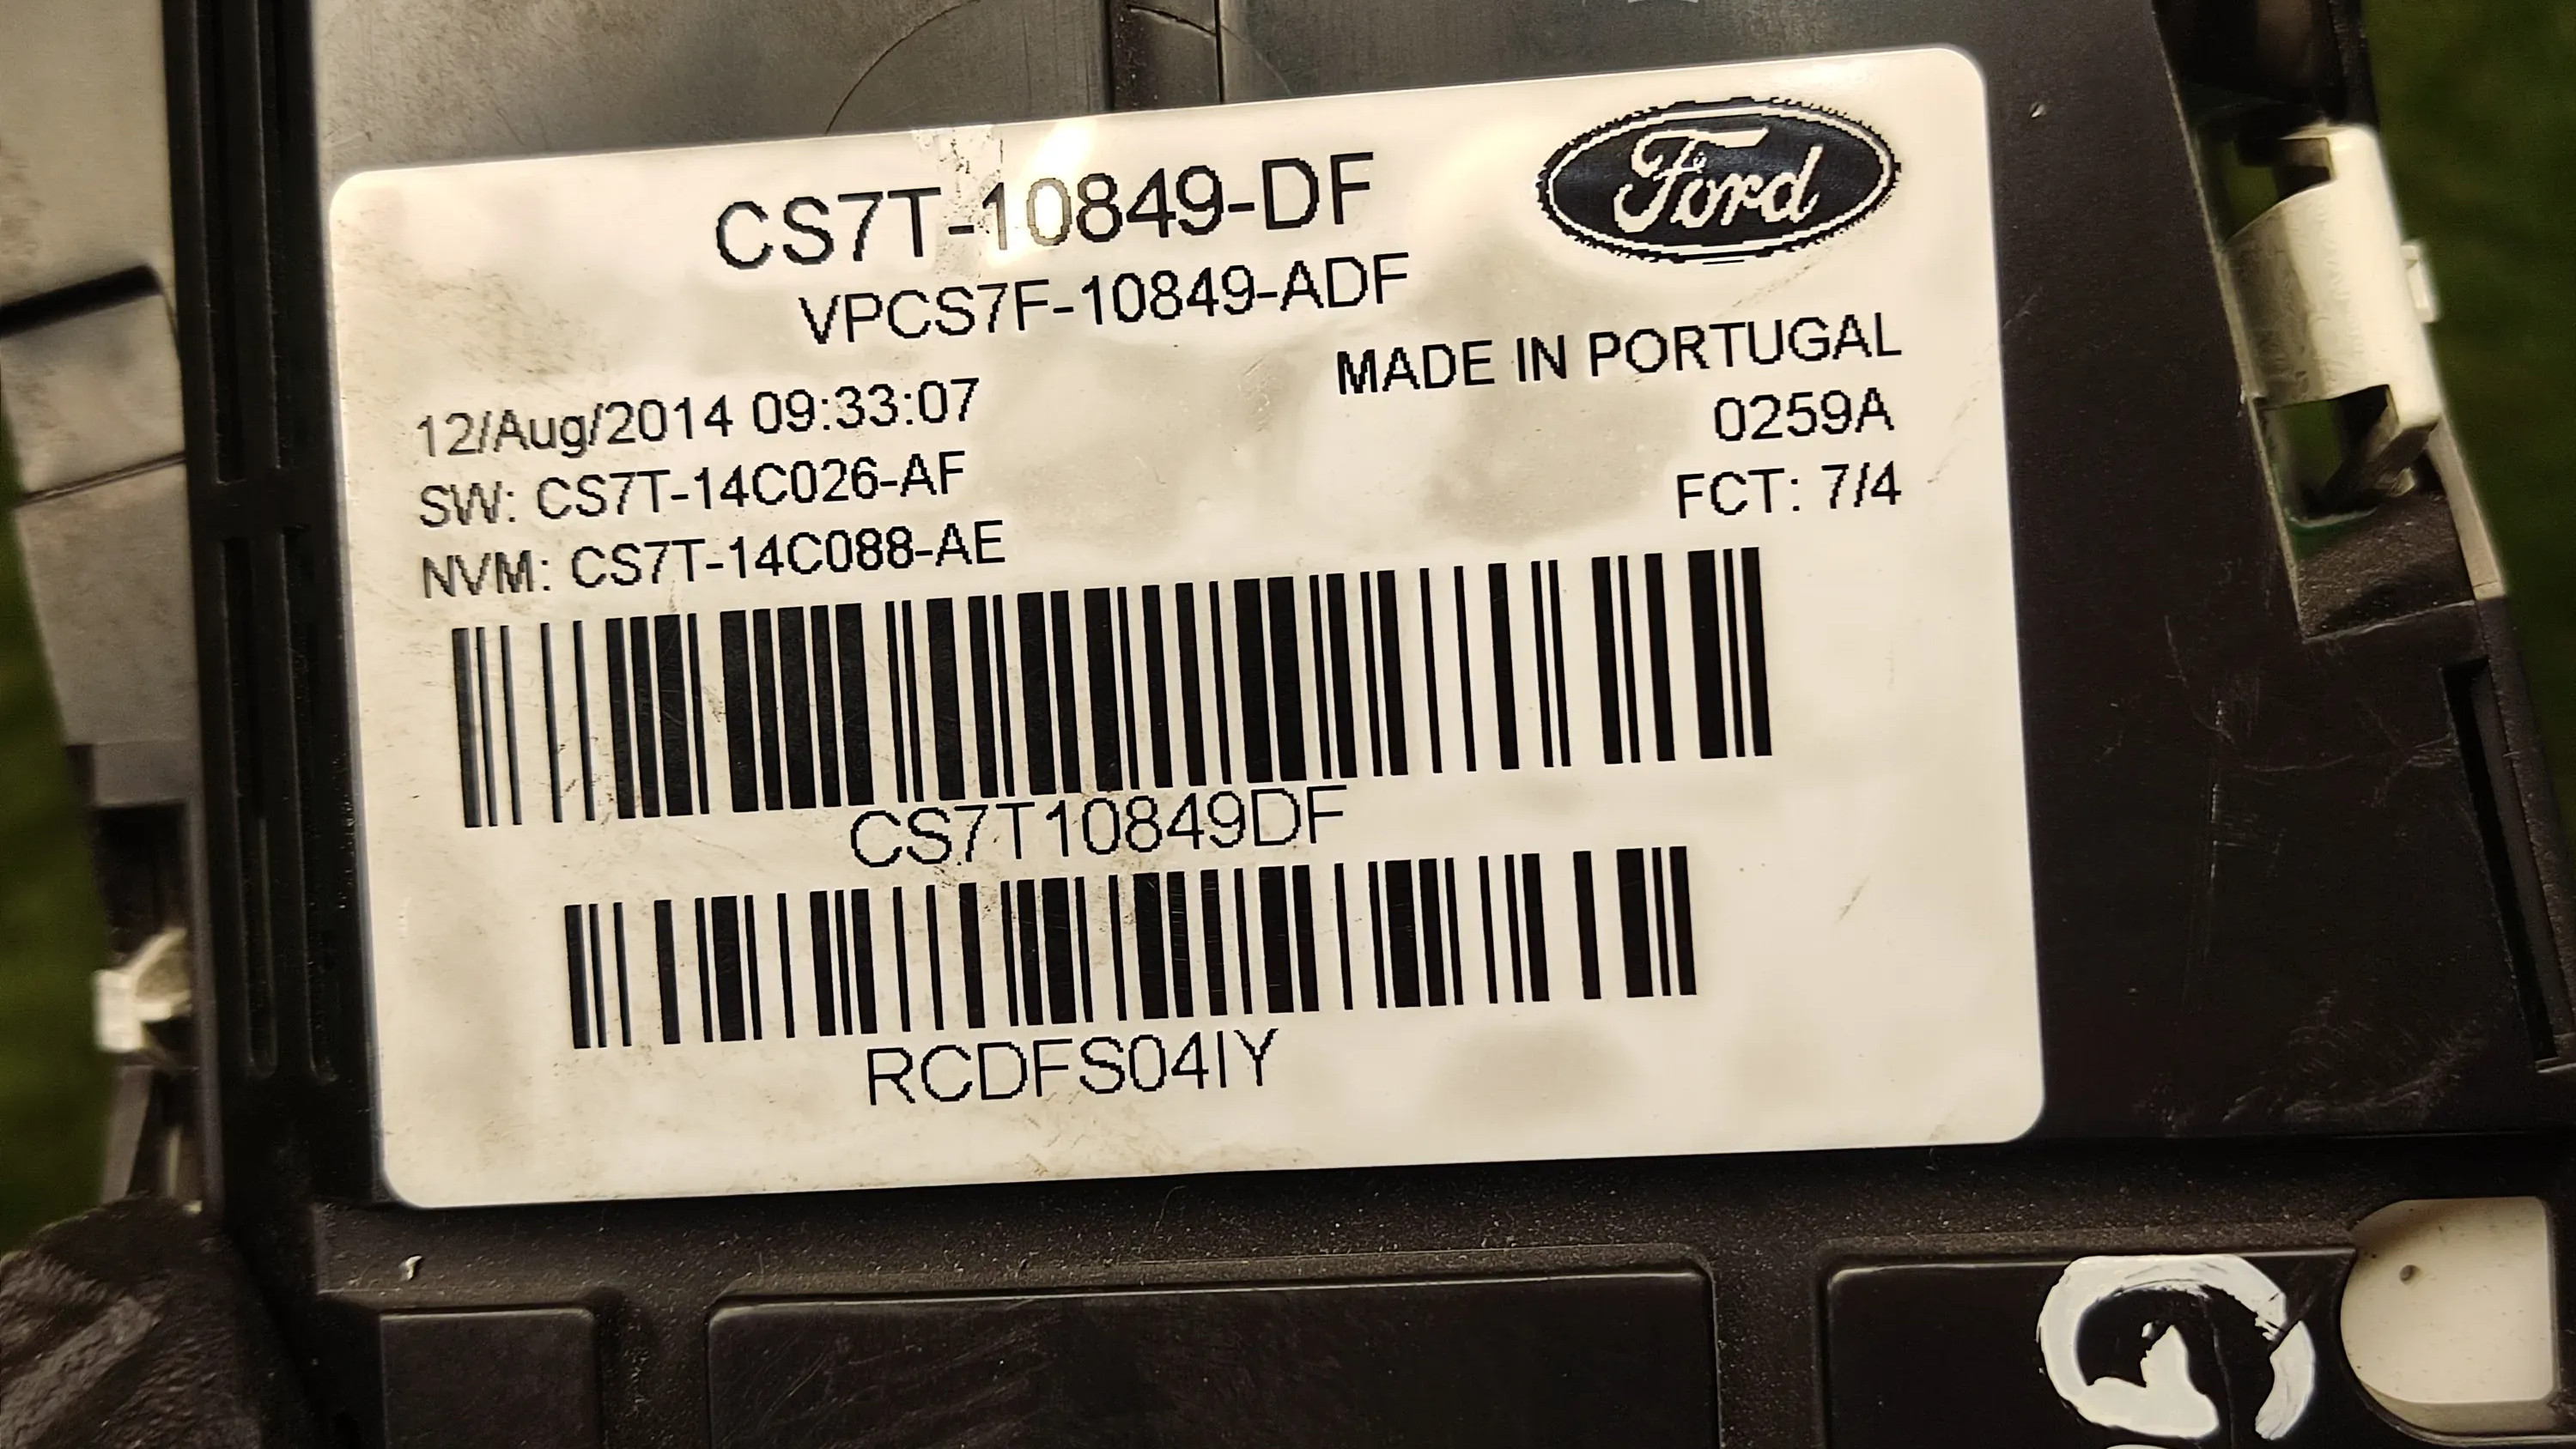 CS7T-10849-DF
Ford
VPCS7F-10849-ADF
MADE IN PORTUGAL
12/Aug/2014 09:33:07
0259A
SW: CS7T-14C026-AF
FCT: 7/4
NVM: CS7T-14C088-AE
CS7T10849DF
RCDFS04IY